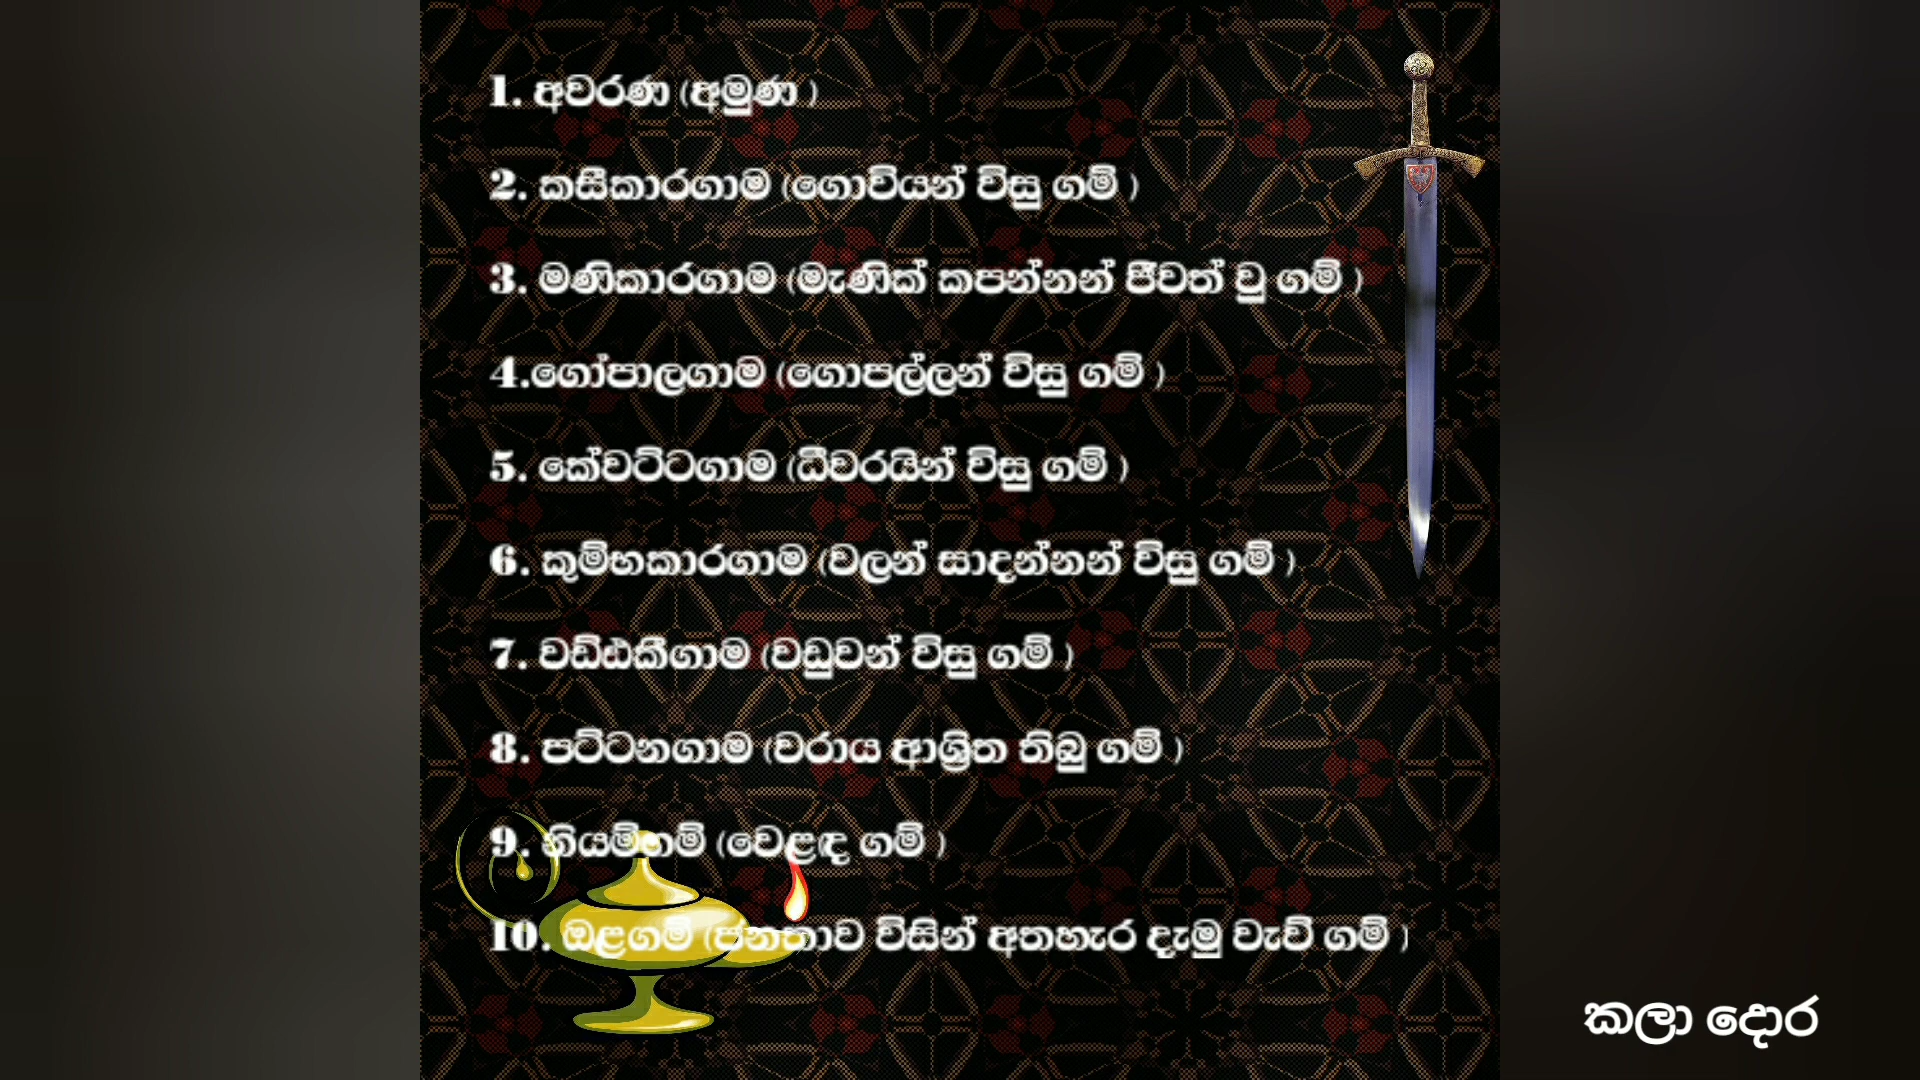 1. අවරණ (අමුණ )
2. කසීකාරගාම (ගොවියන් විසු ගම් )
3. මණිකාරගාම (මැණික් කපන්නන් ජීවත් වු ගම් )
4.ගෝපාලගාම (ගොපල්ලන් විසු ගම් )
5. කේවට්ටගාම (ධීවරයින් විසු ගම් )
6. කුම්භකාරගාම (වලන් සාදන්නන් විසු ගම් )
7. වඩ්ඪකීගාම (වඩුවන් විසු ගම් )
8. පට්ටනගාම (වරාය ආශ්‍රිත තිබු ගම් )
9. නියම්ගම් (වෙළඳ ගම් )
10. ඔළගම් (ජනතාව විසින් අතහැර දැමු වැව් ගම් )
කලා දොර